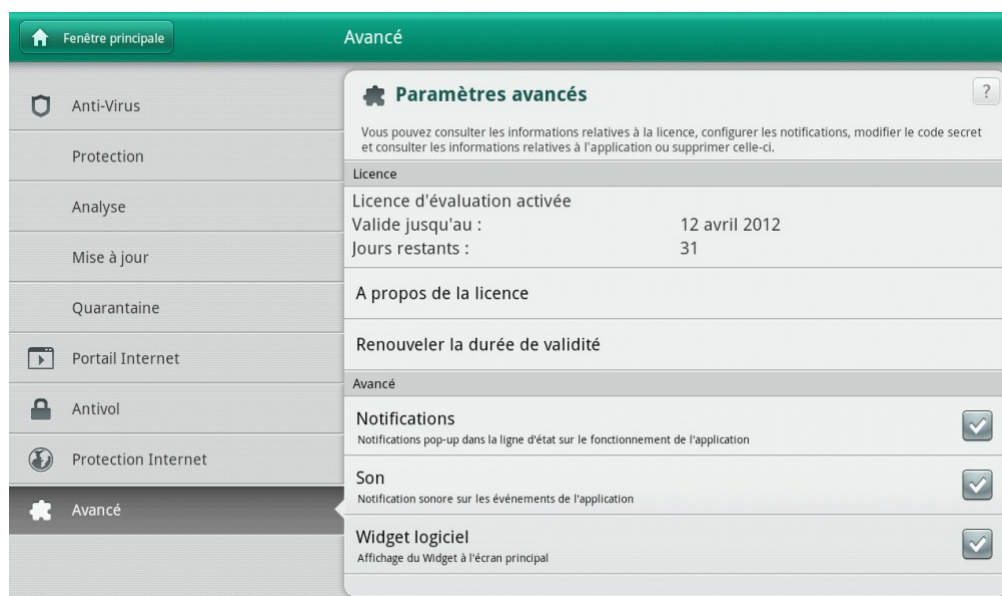 Fenêtre principale
Avancé
Anti-Virus
Protection
Analyse
Mise à jour
Quarantaine
Portail Internet
Antivol
Protection Internet
Avancé
Paramètres avancés
?
Vous pouvez consulter les informations relatives à la licence, configurer les notifications, modifier le code secret
et consulter les informations relatives à l'application ou supprimer celle-ci.
Licence
Licence d'évaluation activée
Valide jusqu'au : 12 avril 2012
Jours restants : 31
A propos de la licence
Renouveler la durée de validité
Avancé
Notifications
Notifications pop-up dans la ligne d'état sur le fonctionnement de l'application
Son
Notification sonore sur les événements de l'application
Widget logiciel
Affichage du Widget à l'écran principal